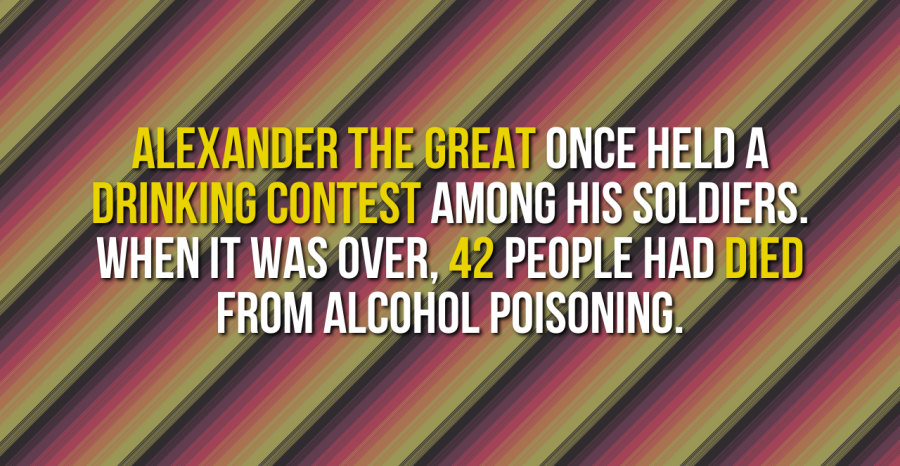 ALEXANDER THE GREAT ONCE HELD A
DRINKING CONTEST AMONG HIS SOLDIERS.
WHEN IT WAS OVER, 42 PEOPLE HAD DIED
FROM ALCOHOL POISONING.